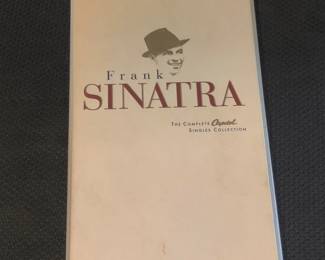 Frank
SINATRA
THE COMPLETE Capitol
SINGLES COLLECTION